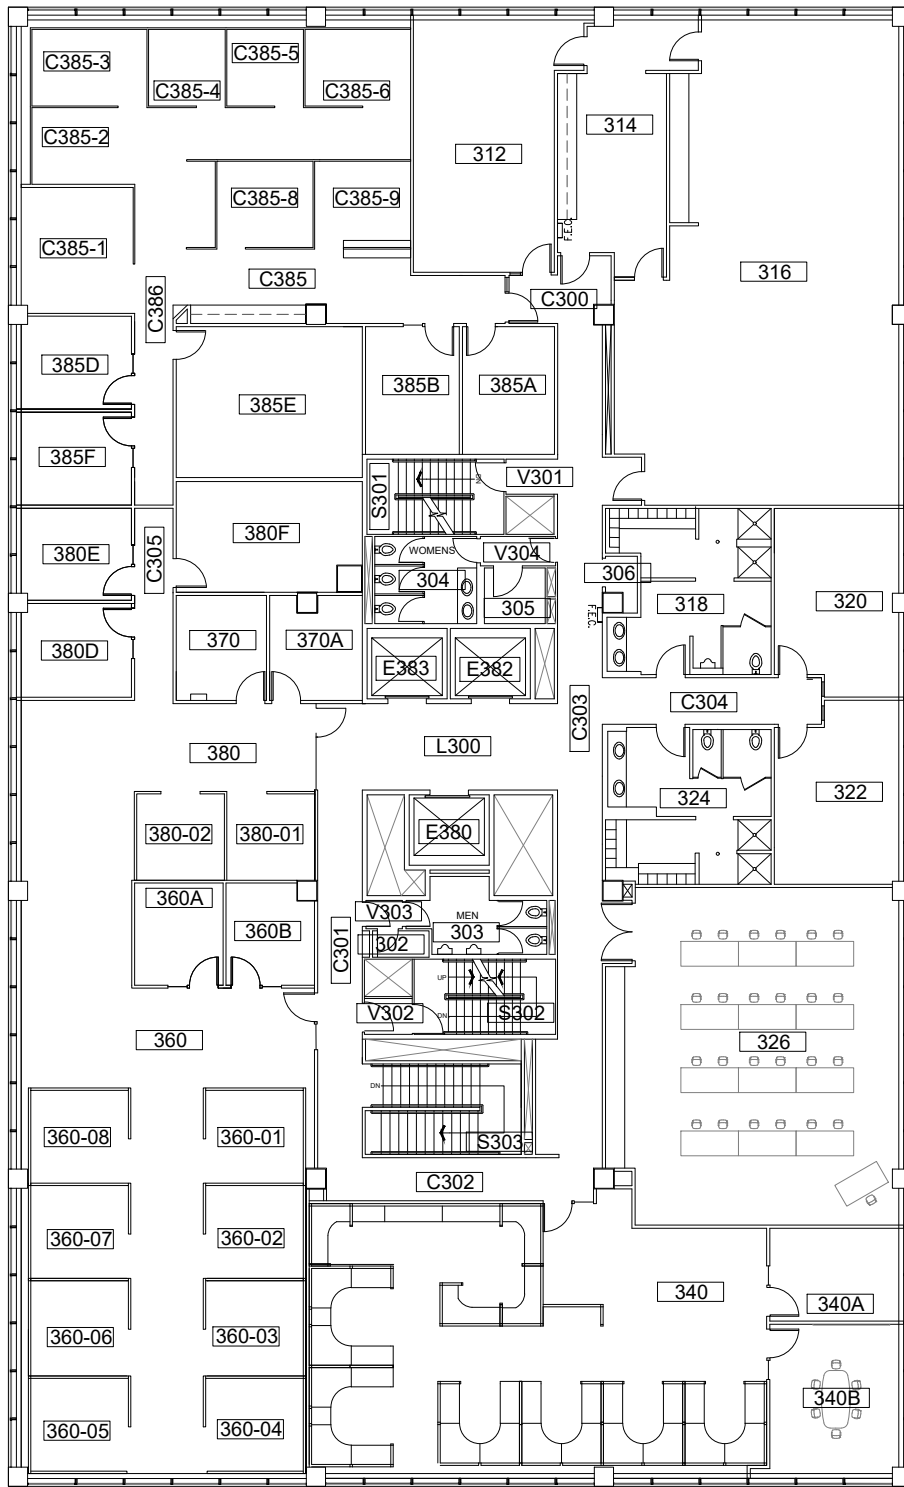 C385-3
C385-4
C385-5
C385-6
C385-2
312
314
C385-8
C385-9
C385-1
F.E.C.
316
C385
C386
C300
385D
385E
385B
385A
385F
S301
DN
V301
380E
C305
380F
WOMENS
304
V304
305
306
F.E.C.
318
320
380D
370
370A
E383
E382
C303
C304
380
L300
380-02
380-01
E380
324
322
360A
360B
C301
V303
MEN
303
302
UP
DN
V302
S302
326
360
DN
S303
360-08
360-01
C302
360-07
360-02
340
340A
360-06
360-03
340B
360-05
360-04